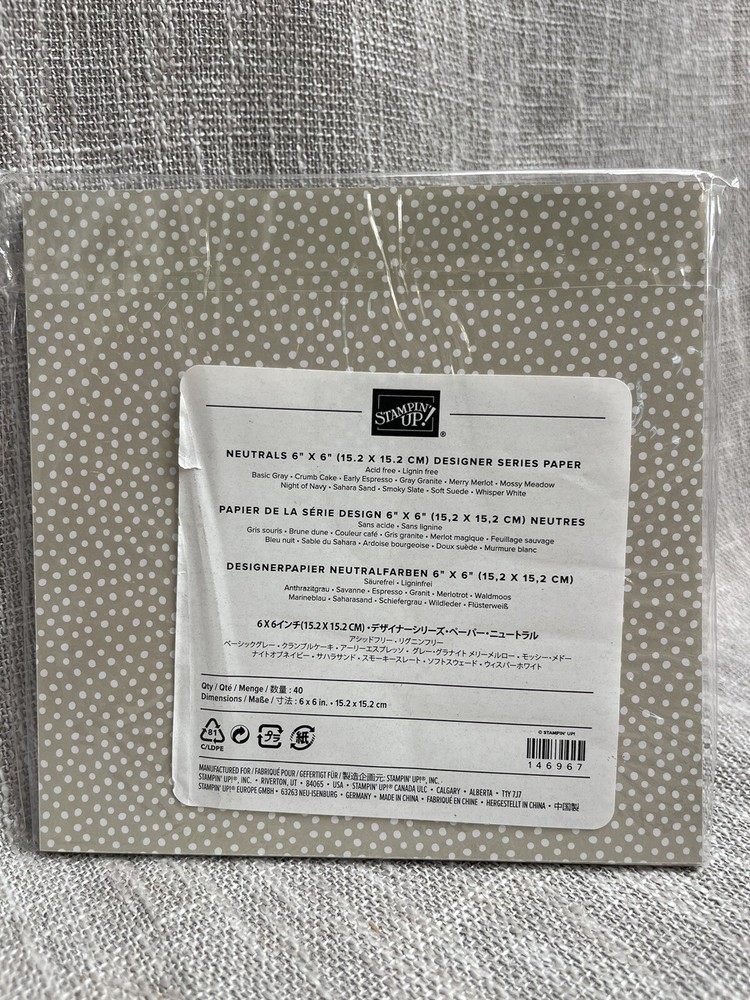 STAMPIN' UP!®
NEUTRALS 6" X 6" (15.2 X 15.2 CM) DESIGNER SERIES PAPER
Acid free • Lignin free
Basic Gray • Crumb Cake • Early Espresso • Gray Granite • Merry Merlot • Mossy Meadow
Night of Navy • Sahara Sand • Smoky Slate • Soft Suede • Whisper White
PAPIER DE LA SÉRIE DESIGN 6" X 6" (15,2 X 15,2 CM) NEUTRES
Sans acide • Sans lignine
Gris souris • Brune dune • Couleur café • Gris granite • Merlot magique • Feuillage sauvage
Bleu nuit • Sable du Sahara • Ardoise bourgeoise • Doux suède • Murmure blanc
DESIGNERPAPIER NEUTRALFARBEN 6" X 6" (15,2 X 15,2 CM)
Säurefrei • Ligninfrei
Anthrazitgrau • Savanne • Espresso • Granit • Merlotrot • Waldmoos
Marineblau • Saharasand • Schiefergrau • Wildleder • Flüsterweiß
6 X 6インチ(15.2 X 15.2 CM)・デザイナーシリーズ・ペーパー・ニュートラル
アシッドフリー・リグニンフリー
ベーシックグレー・クランブルケーキ・アーリーエスプレッソ・グレー・グラナイト メリーメルロー・モッシー・メドー
ナイトオブネイビー・サハラサンド・スモーキースレート・ソフトスウェード・ウィスパーホワイト
Qty / Qté / Menge / 数量 : 40
Dimensions / Maße / 寸法 : 6 x 6 in. • 15.2 x 15.2 cm
81
C/LDPE
プラ
紙
© STAMPIN' UP!
146967
MANUFACTURED FOR / FABRIQUÉ POUR / GEFERTIGT FÜR / 製造企画元: STAMPIN' UP!®, INC.
STAMPIN' UP!®, INC. • RIVERTON, UT • 84065 • USA • STAMPIN' UP!® CANADA ULC • CALGARY • ALBERTA • T1Y 7J7
STAMPIN' UP!® EUROPE GMBH • 63263 NEU-ISENBURG • GERMANY • MADE IN CHINA • FABRIQUÉ EN CHINE • HERGESTELLT IN CHINA • 中国製